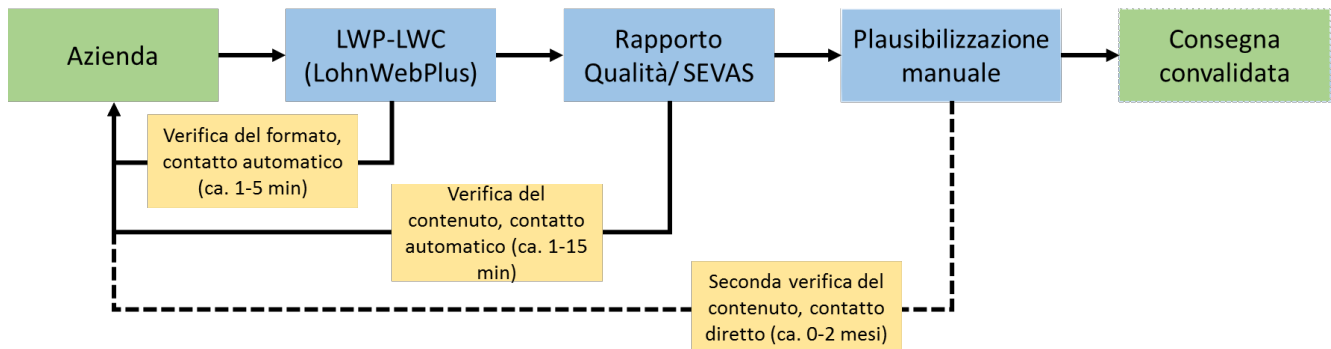 Azienda
LWP-LWC
(LohnWebPlus)
Rapporto
Qualità/ SEVAS
Plausibilizzazione
manuale
Consegna
convalidata
Verifica del formato,
contatto automatico
(ca. 1-5 min)
Verifica del
contenuto, contatto
automatico (ca. 1-15
min)
Seconda verifica del
contenuto, contatto
diretto (ca. 0-2 mesi)